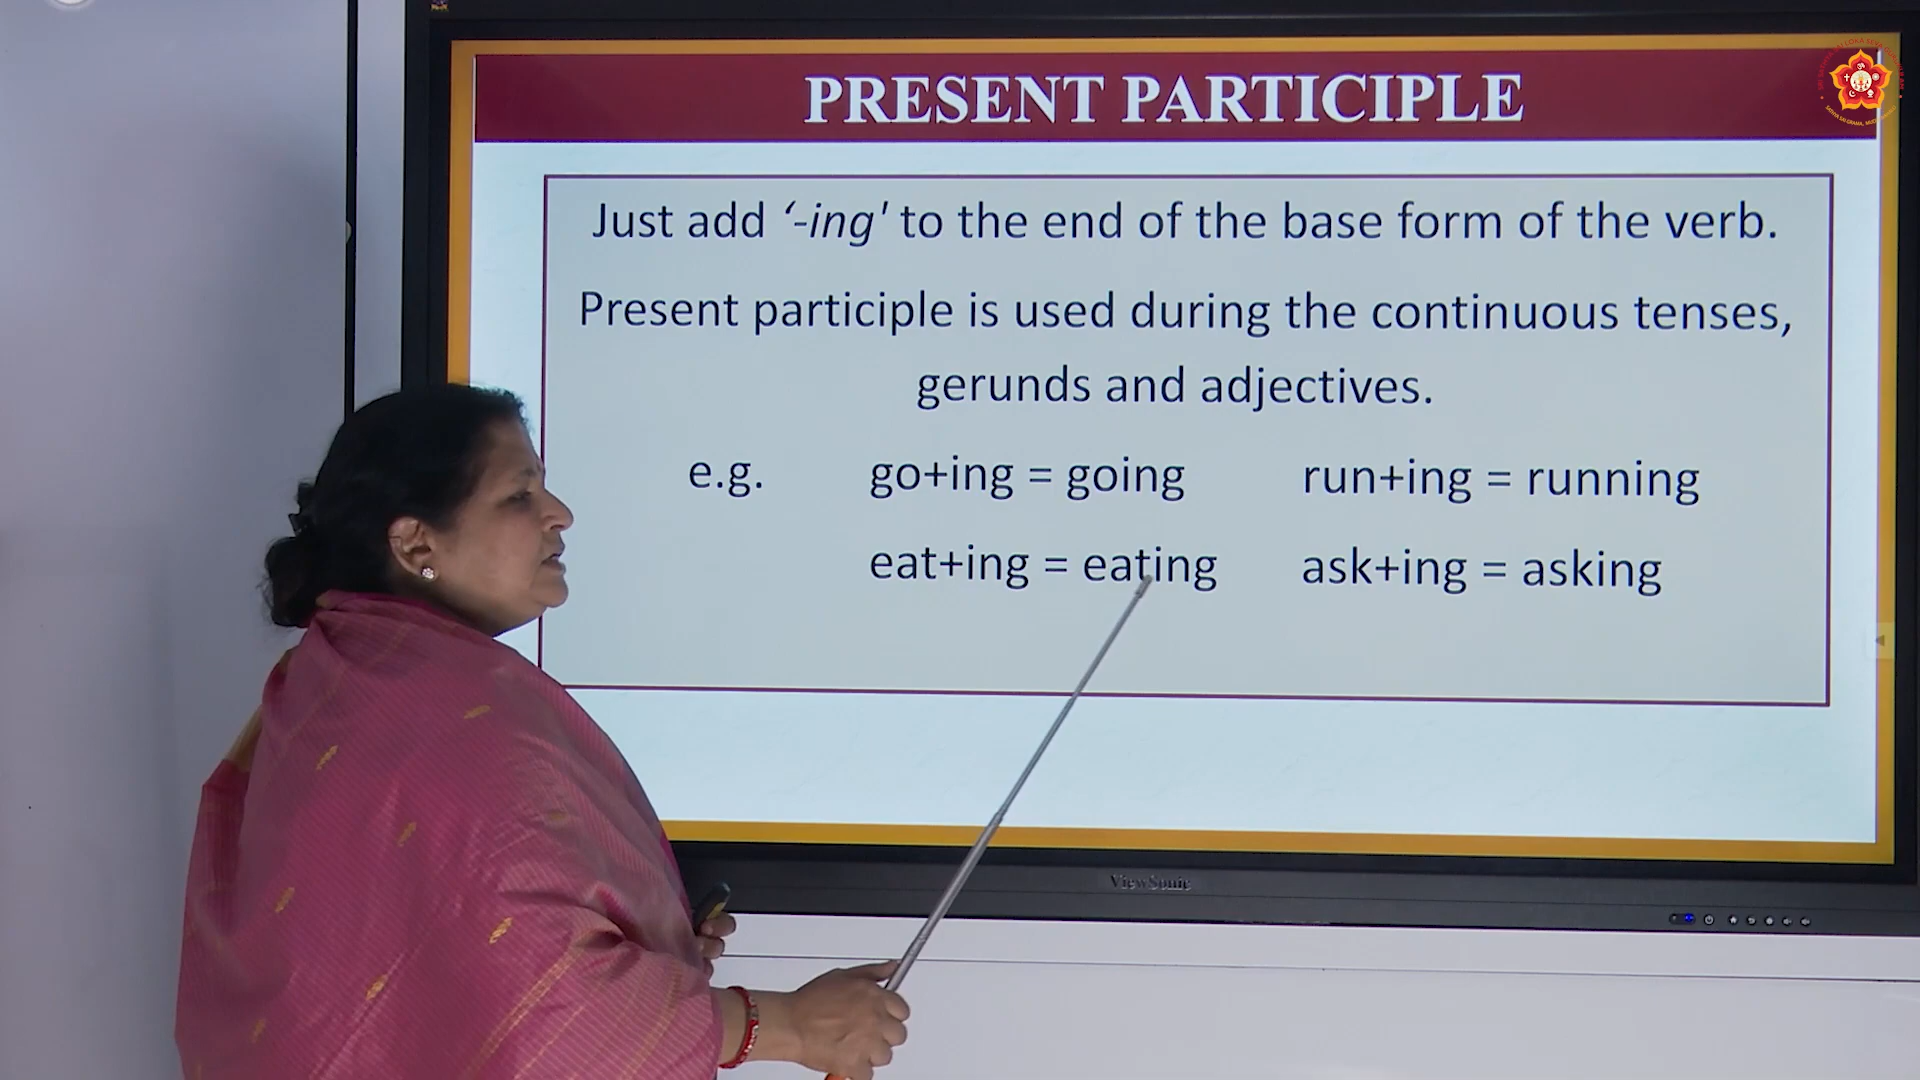 PRESENT PARTICIPLE
Just add ‘-ing' to the end of the base form of the verb.
Present participle is used during the continuous tenses,
gerunds and adjectives.
e.g. go+ing = going run+ing = running
eat+ing = eating ask+ing = asking
ViewSonic